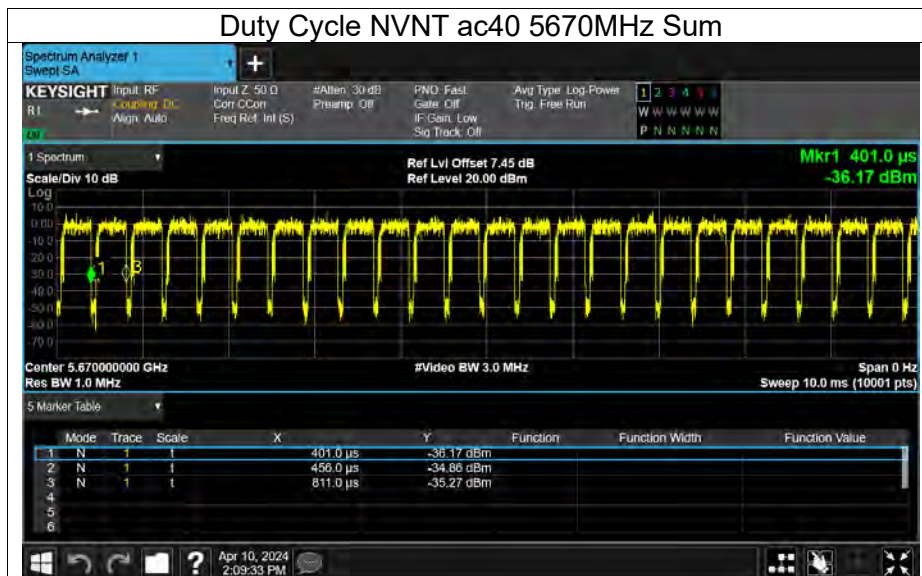 Duty Cycle NVNT ac40 5670MHz Sum
Spectrum Analyzer 1
Swept SA
+
KEYSIGHT Input: RF Input Z: 50 Ω #Atten: 30 dB PNO: Fast Avg Type: Log-Power 1 2 3 4 5 6
R L Coupling: DC Corr CCorr Preamp: Off Gate: Off Trig: Free Run W W W W W W
Align: Auto Freq Ref: Int (S) IF Gain: Low
Sig Track: Off P N N N N N
1 Spectrum
Ref Lvl Offset 7.45 dB Mkr1 401.0 µs
Scale/Div 10 dB Ref Level 20.00 dBm -36.17 dBm
Log
10.0
0.00
-10.0
-20.0
-30.0
-40.0
-50.0
-60.0
-70.0
1
3
Center 5.670000000 GHz #Video BW 3.0 MHz Span 0 Hz
Res BW 1.0 MHz Sweep 10.0 ms (10001 pts)
5 Marker Table
Mode Trace Scale X Y Function Function Width Function Value
1 N 1 t 401.0 µs -36.17 dBm
2 N 1 t 456.0 µs -34.86 dBm
3 N 1 t 811.0 µs -35.27 dBm
4
5
6
?
Apr 10, 2024
2:09:33 PM